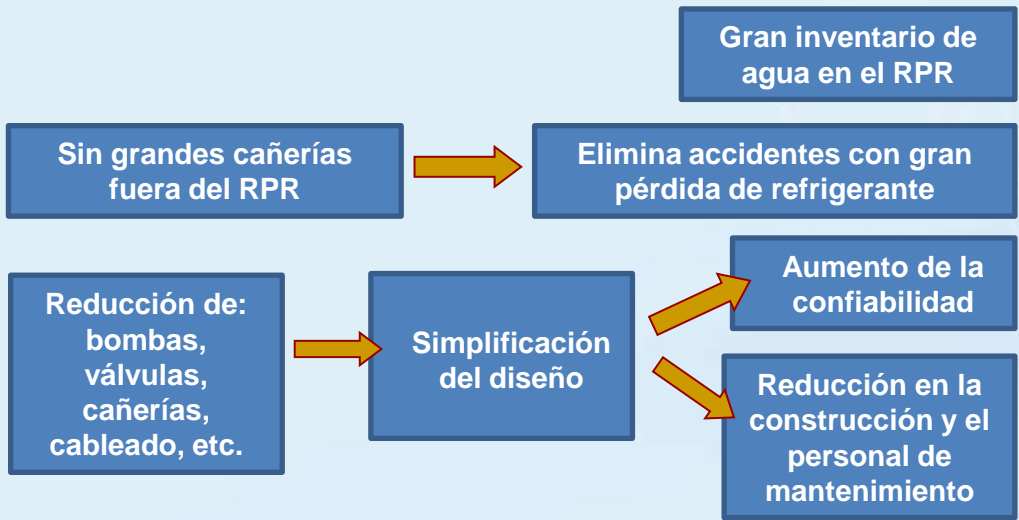 Gran inventario de
agua en el RPR
Sin grandes cañerías
fuera del RPR
Elimina accidentes con gran
pérdida de refrigerante
Reducción de:
bombas,
válvulas,
cañerías,
cableado, etc.
Simplificación
del diseño
Aumento de la
confiabilidad
Reducción en la
construcción y el
personal de
mantenimiento